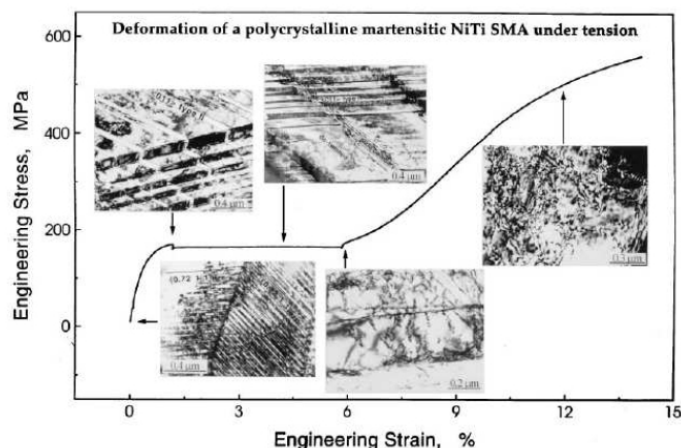 Deformation of a polycrystalline martensitic NiTi SMA under tension
Engineering Stress, MPa
600
400
200
0
0.4 μm
0.4 μm
0.4 μm
0.2 μm
0.3 μm
0
3
6
9
12
15
Engineering Strain, %